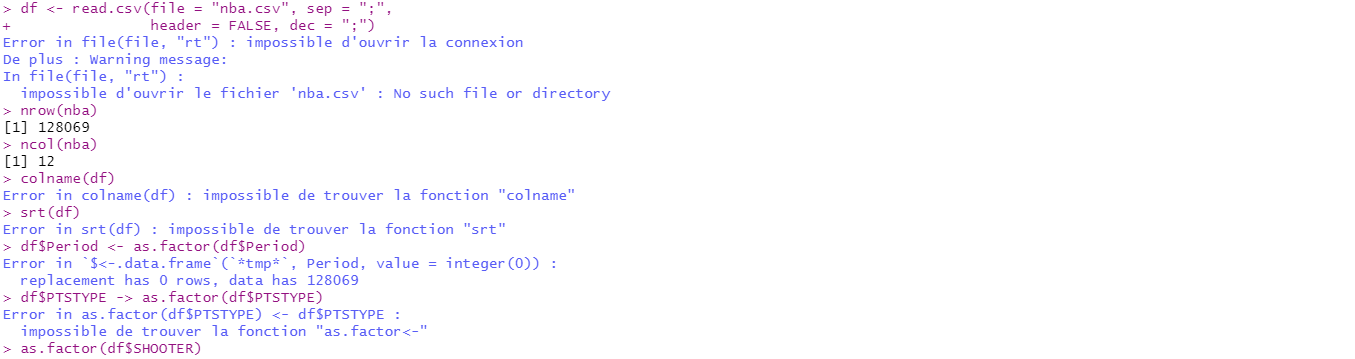 > df <- read.csv(file = "nba.csv", sep = ";",
+                header = FALSE, dec = ";")
Error in file(file, "rt") : impossible d'ouvrir la connexion
De plus : Warning message:
In file(file, "rt") :
  impossible d'ouvrir le fichier 'nba.csv' : No such file or directory
> nrow(nba)
[1] 128069
> ncol(nba)
[1] 12
> colname(df)
Error in colname(df) : impossible de trouver la fonction "colname"
> srt(df)
Error in srt(df) : impossible de trouver la fonction "srt"
> df$Period <- as.factor(df$Period)
Error in `$<-.data.frame`(`*tmp*`, Period, value = integer(0)) :
  replacement has 0 rows, data has 128069
> df$PTSTYPE -> as.factor(df$PTSTYPE)
Error in as.factor(df$PTSTYPE) <- df$PTSTYPE :
  impossible de trouver la fonction "as.factor<-"
> as.factor(df$SHOOTER)